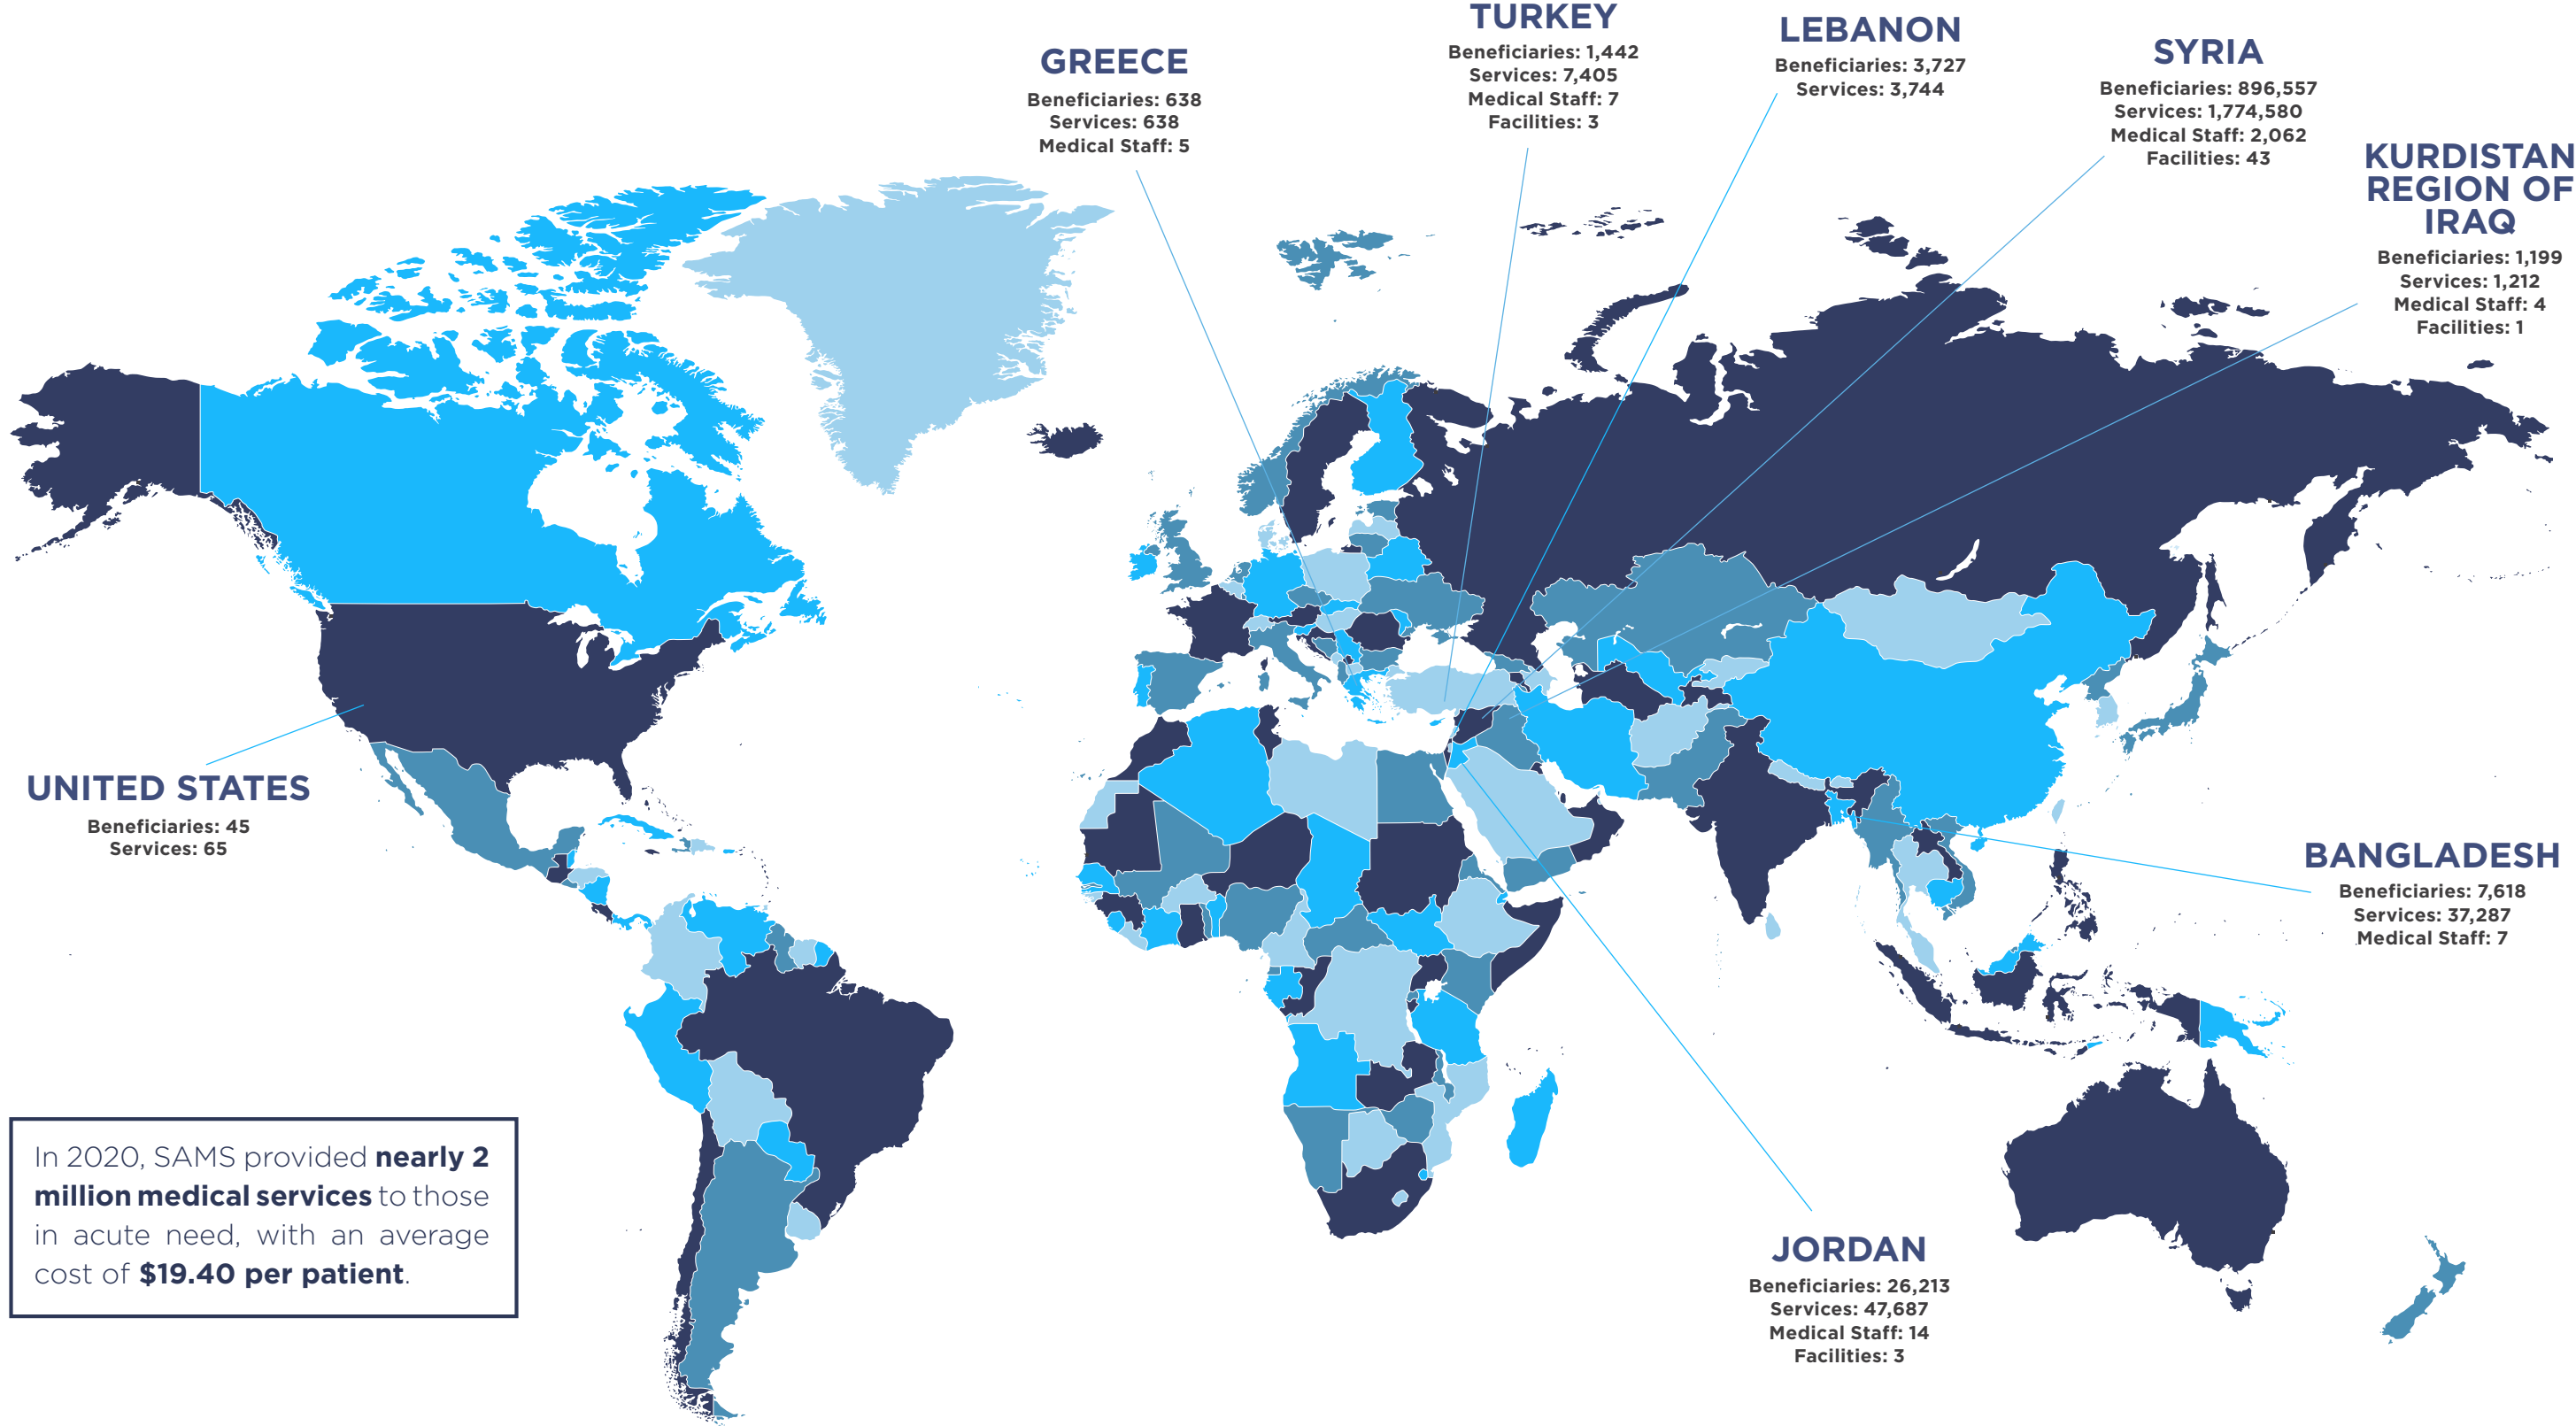 GREECE
Beneficiaries: 638
Services: 638
Medical Staff: 5
TURKEY
Beneficiaries: 1,442
Services: 7,405
Medical Staff: 7
Facilities: 3
LEBANON
Beneficiaries: 3,727
Services: 3,744
SYRIA
Beneficiaries: 896,557
Services: 1,774,580
Medical Staff: 2,062
Facilities: 43
KURDISTAN
REGION OF
IRAQ
Beneficiaries: 1,199
Services: 1,212
Medical Staff: 4
Facilities: 1
UNITED STATES
Beneficiaries: 45
Services: 65
BANGLADESH
Beneficiaries: 7,618
Services: 37,287
Medical Staff: 7
In 2020, SAMS provided nearly 2
million medical services to those
in acute need, with an average
cost of $19.40 per patient.
JORDAN
Beneficiaries: 26,213
Services: 47,687
Medical Staff: 14
Facilities: 3